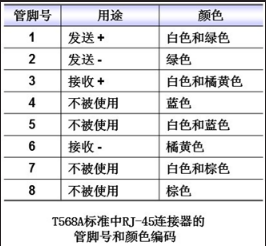 管脚号 用途 颜色
1 发送+ 白色和绿色
2 发送- 绿色
3 接收+ 白色和橘黄色
4 不被使用 蓝色
5 不被使用 白色和蓝色
6 接收- 橘黄色
7 不被使用 白色和棕色
8 不被使用 棕色
T568A标准中RJ-45连接器的
管脚号和颜色编码